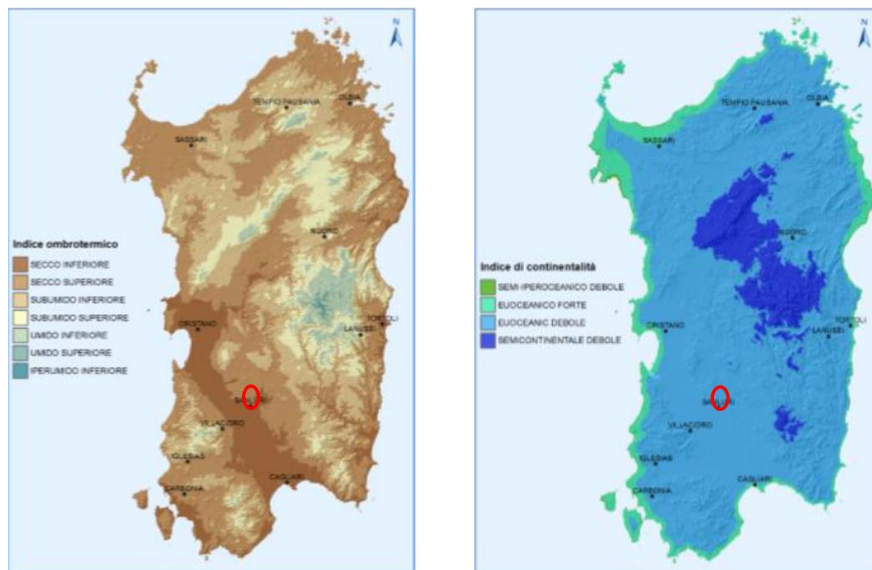 N
OLBIA
TEMPIO PAUSANIA
SASSARI
NUORO
Indice ombrotermico
SECCO INFERIORE
SECCO SUPERIORE
SUBUMIDO INFERIORE
SUBUMIDO SUPERIORE
UMIDO INFERIORE
UMIDO SUPERIORE
IPERUMIDO INFERIORE
ORISTANO
TORTOLI
LANUSEI
VILLACIDRO
IGLESIAS
CARBONIA
CAGLIARI
N
OLBIA
TEMPIO PAUSANIA
SASSARI
NUORO
Indice di continentalità
SEMI-IPEROCEANICO DEBOLE
EUOCEANICO FORTE
EUOCEANIC DEBOLE
SEMICONTINENTALE DEBOLE
ORISTANO
TORTOLI
LANUSEI
VILLACIDRO
IGLESIAS
CARBONIA
CAGLIARI